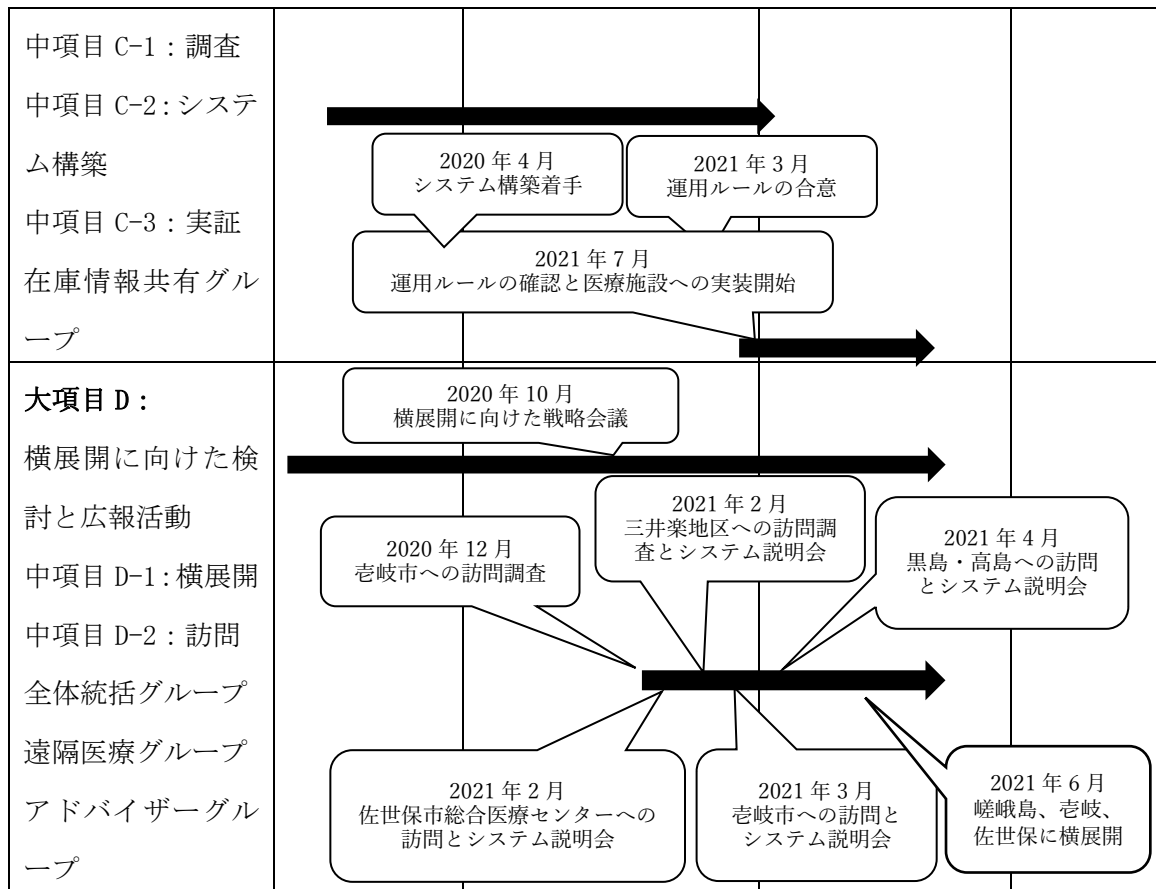 中項目 C-1：調査
中項目 C-2：システ
ム構築
中項目 C-3：実証
在庫情報共有グル
ープ
2020 年 4 月
システム構築着手
2021 年 3 月
運用ルールの合意
2021 年 7 月
運用ルールの確認と医療施設への実装開始
大項目 D：
横展開に向けた検
討と広報活動
中項目 D-1：横展開
中項目 D-2：訪問
全体統括グループ
遠隔医療グループ
アドバイザーグル
ープ
2020 年 10 月
横展開に向けた戦略会議
2020 年 12 月
壱岐市への訪問調査
2021 年 2 月
三井楽地区への訪問調
査とシステム説明会
2021 年 4 月
黒島・高島への訪問
とシステム説明会
2021 年 2 月
佐世保市総合医療センターへの
訪問とシステム説明会
2021 年 3 月
壱岐市への訪問と
システム説明会
2021 年 6 月
嵯峨島、壱岐、
佐世保に横展開